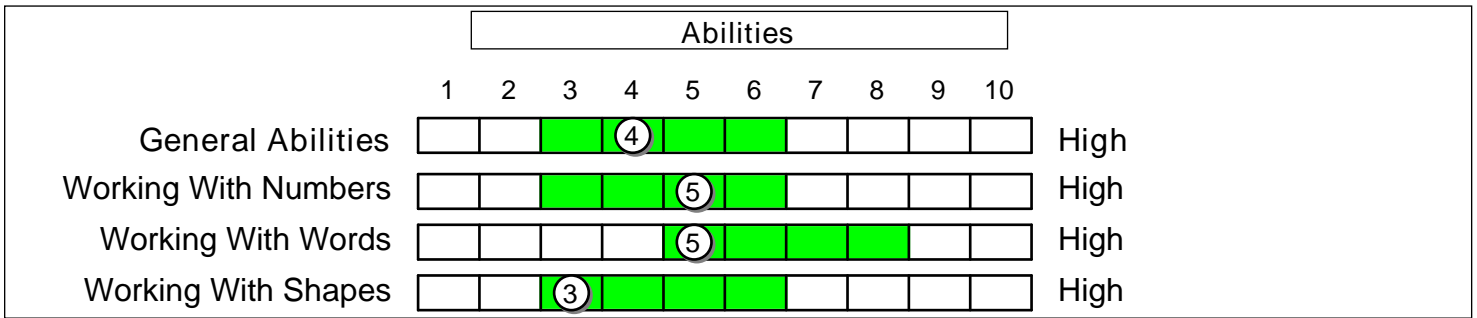 Abilities
1 2 3 4 5 6 7 8 9 10
General Abilities 4 High
Working With Numbers 5 High
Working With Words 5 High
Working With Shapes 3 High